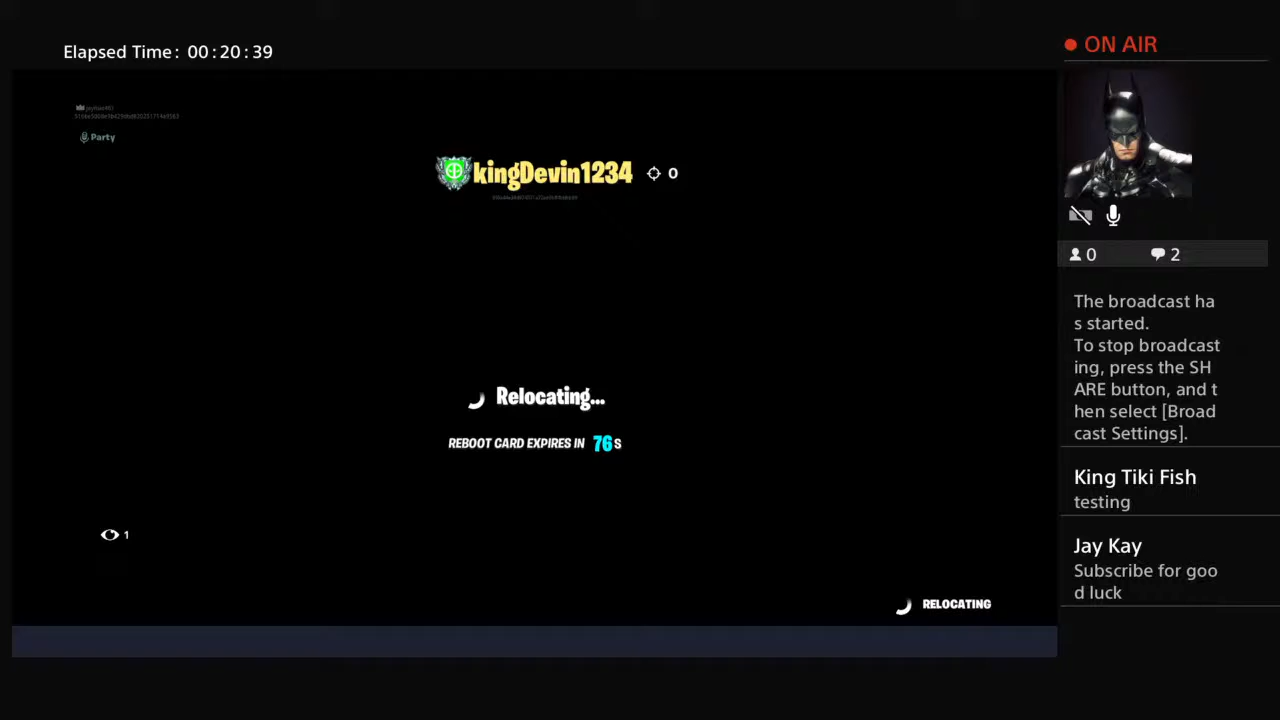 Elapsed Time: 00:20:39
ON AIR
Party
kingDevin1234 0
0 2
The broadcast ha
s started.
To stop broadcast
ing, press the SH
ARE button, and t
hen select [Broad
cast Settings].
Relocating...
REBOOT CARD EXPIRES IN 76S
King Tiki Fish
testing
1
Jay Kay
Subscribe for goo
d luck
RELOCATING